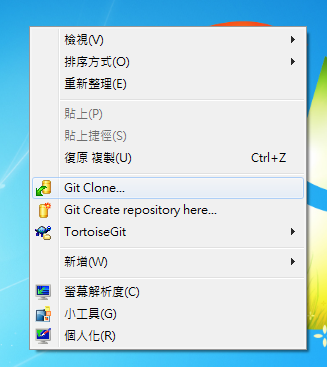 檢視(V)
排序方式(O)
重新整理(E)
貼上(P)
貼上捷徑(S)
復原 複製(U) Ctrl+Z
Git Clone...
Git Create repository here...
TortoiseGit
新增(W)
螢幕解析度(C)
小工具(G)
個人化(R)